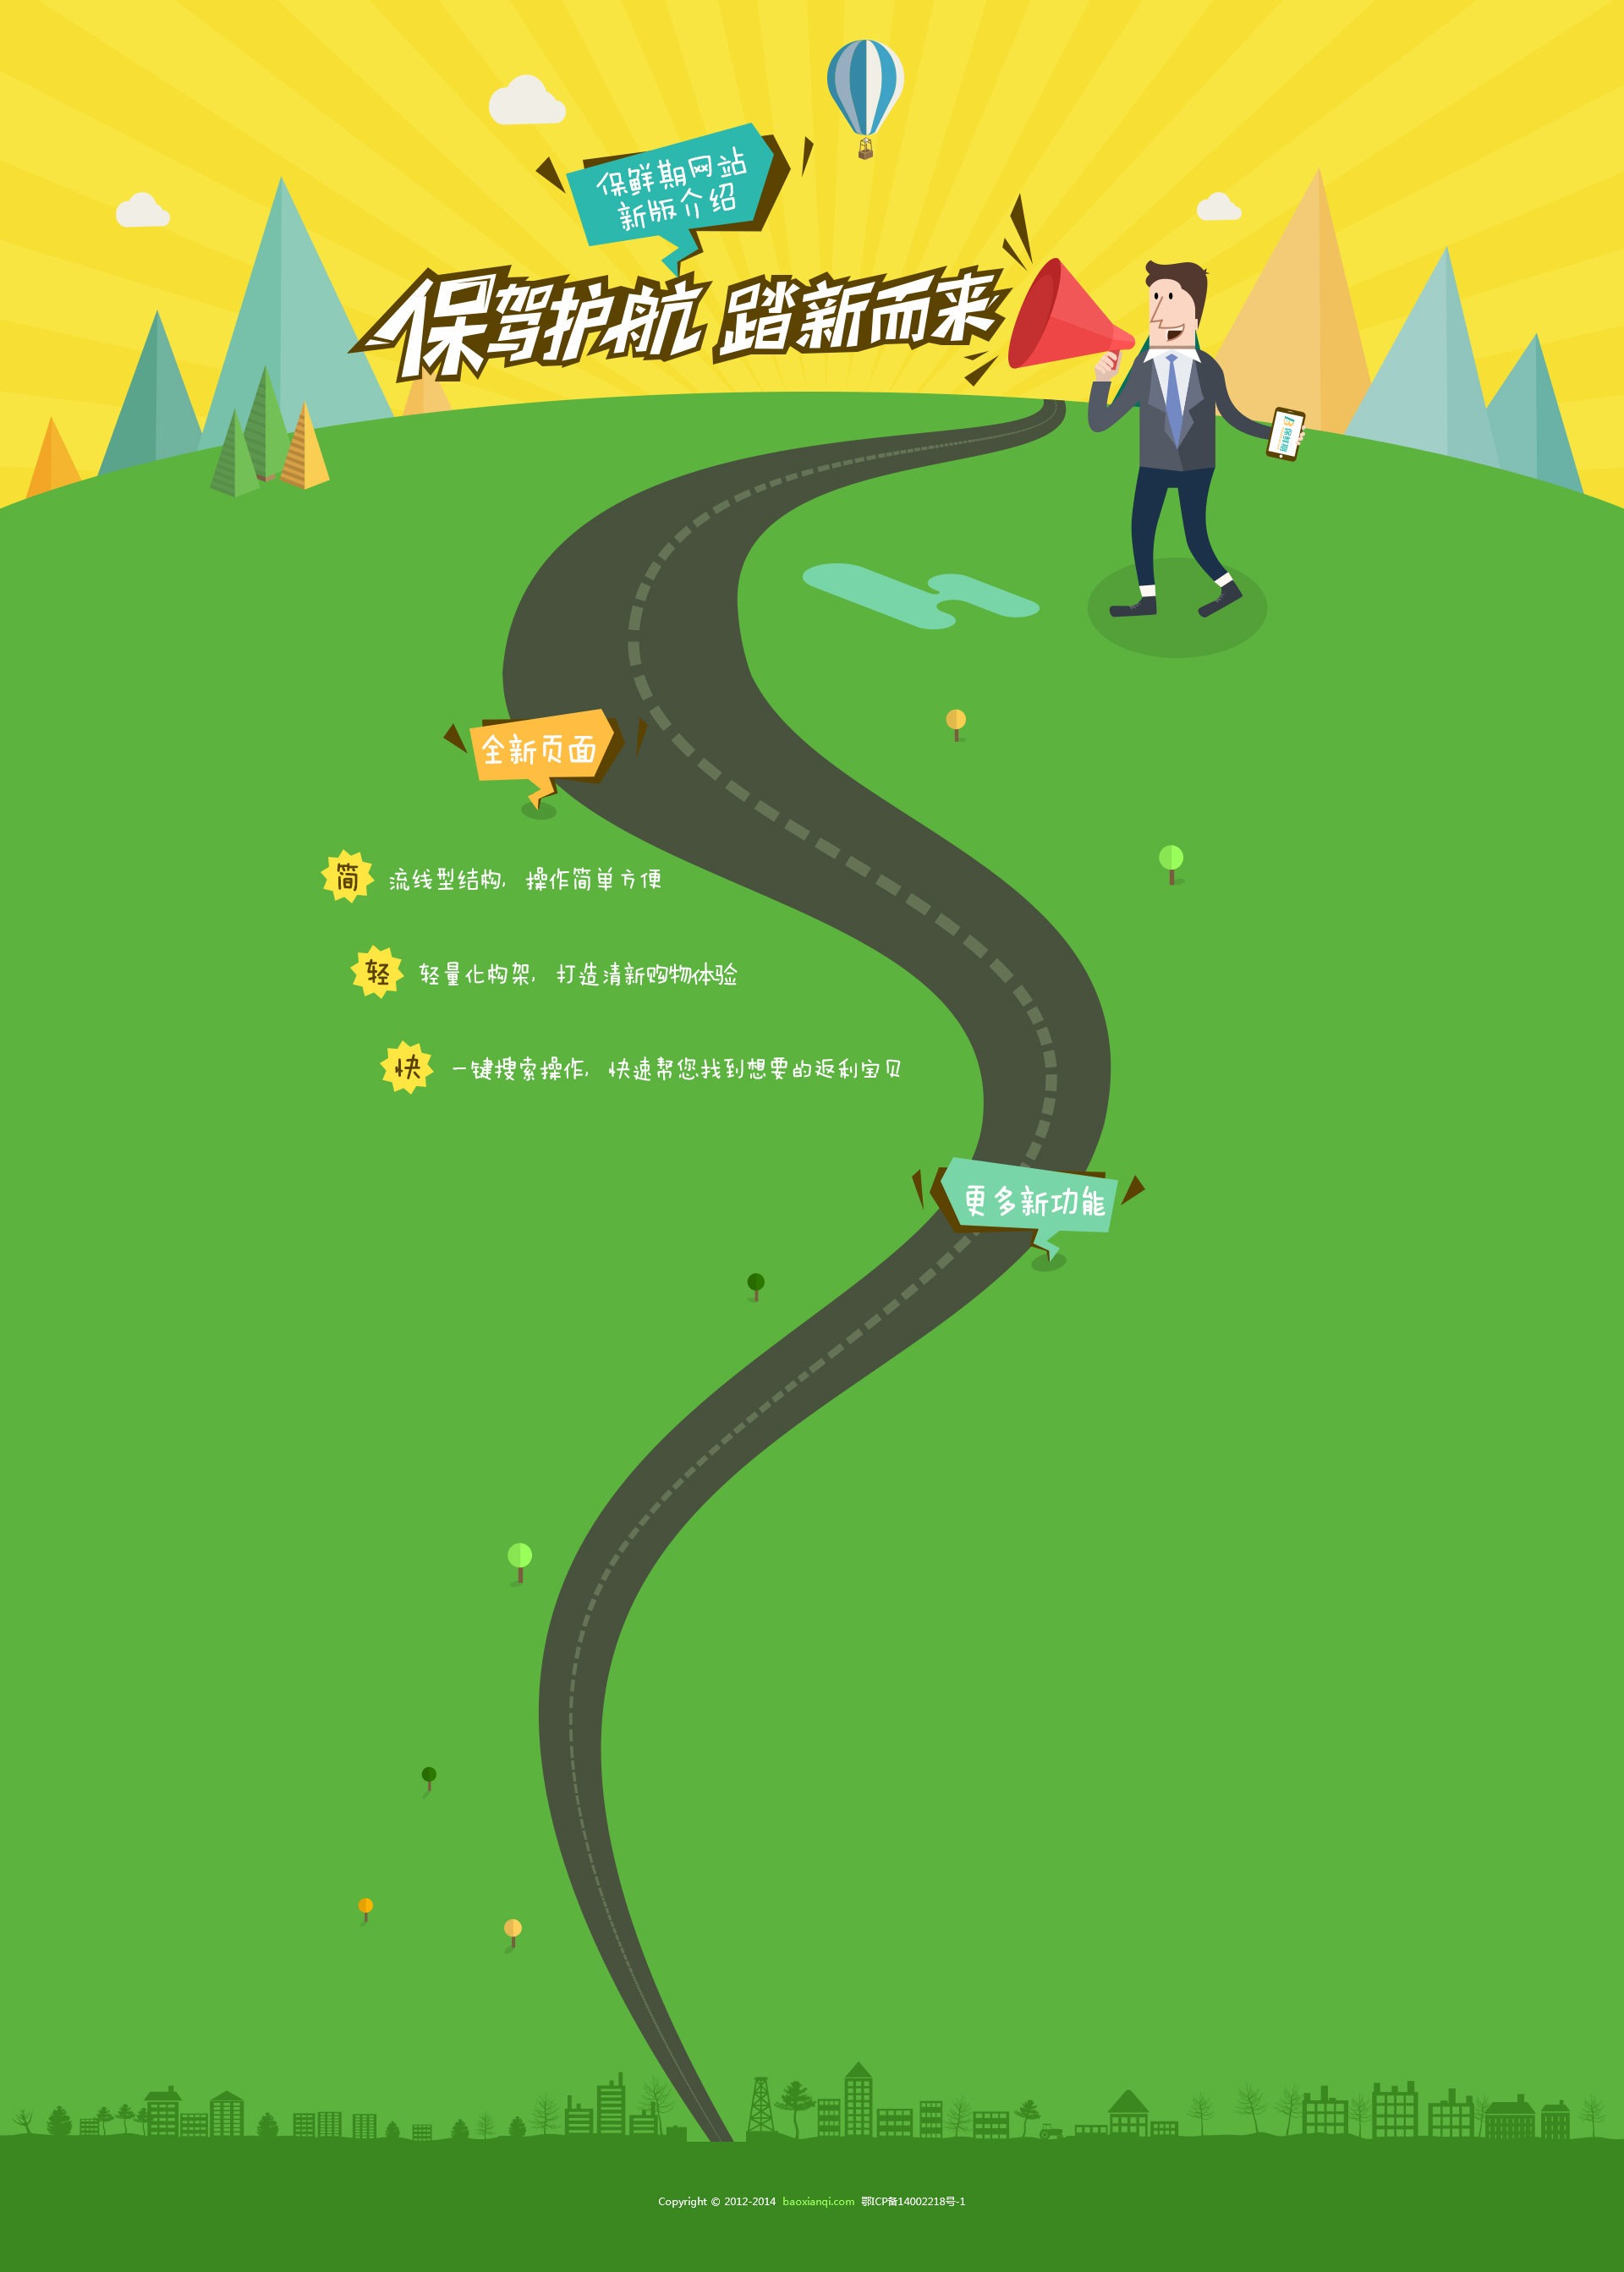 保鲜期网站
新版介绍
保驾护航 踏新而来
保鲜期
全新页面
简 流线型结构, 操作简单方便
轻 轻量化构架, 打造清新购物体验
快 一键搜索操作, 快速帮您找到想要的返利宝贝
更多新功能
Copyright © 2012-2014 baoxianqi.com 鄂ICP备14002218号-1